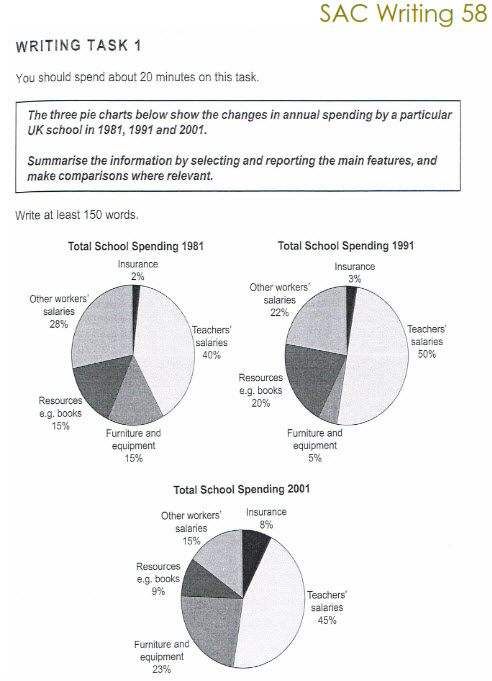 SAC Writing 58
WRITING TASK 1
You should spend about 20 minutes on this task.
The three pie charts below show the changes in annual spending by a particular
UK school in 1981, 1991 and 2001.
Summarise the information by selecting and reporting the main features, and
make comparisons where relevant.
Write at least 150 words.
Total School Spending 1981
Insurance
2%
Other workers'
salaries
28%
Teachers'
salaries
40%
Resources
e.g. books
15%
Furniture and
equipment
15%
Total School Spending 1991
Insurance
3%
Other workers'
salaries
22%
Teachers'
salaries
50%
Resources
e.g. books
20%
Furniture and
equipment
5%
Total School Spending 2001
Other workers'
salaries
15%
Insurance
8%
Resources
e.g. books
9%
Teachers'
salaries
45%
Furniture and
equipment
23%